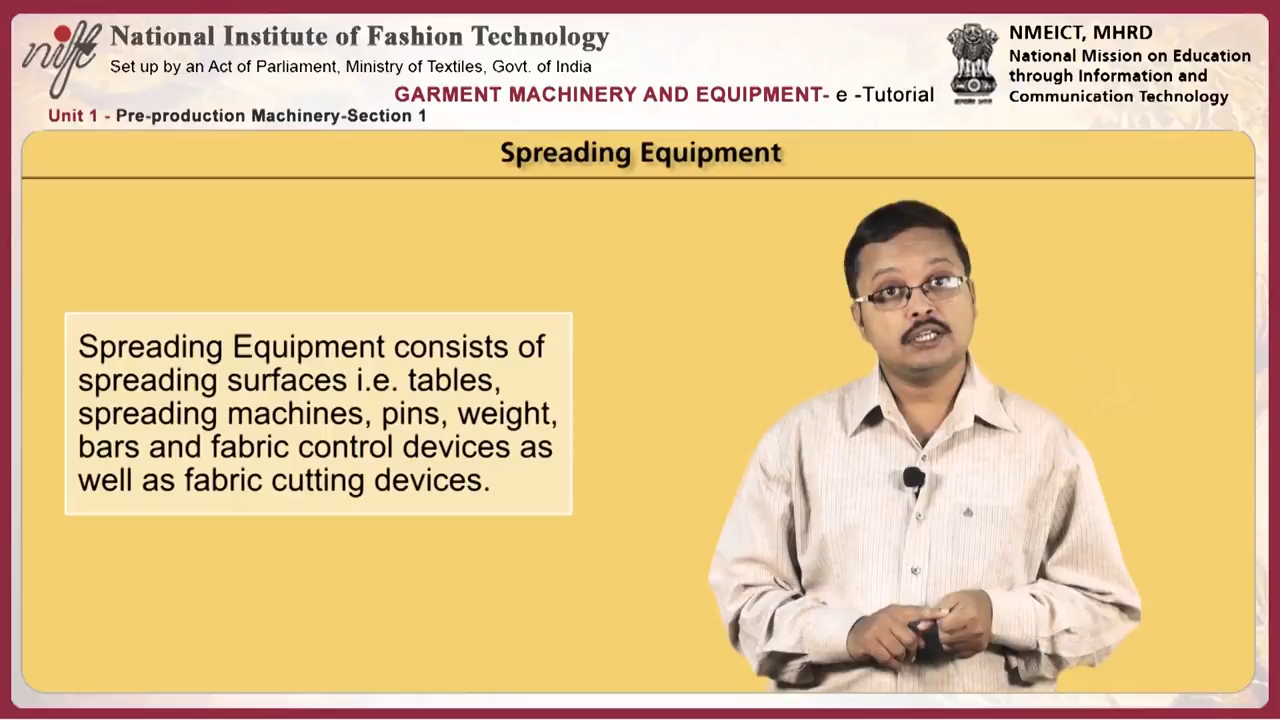 nift
National Institute of Fashion Technology
Set up by an Act of Parliament, Ministry of Textiles, Govt. of India
NMEICT, MHRD
National Mission on Education
through Information and
Communication Technology
GARMENT MACHINERY AND EQUIPMENT- e -Tutorial
Unit 1 - Pre-production Machinery-Section 1
Spreading Equipment
Spreading Equipment consists of
spreading surfaces i.e. tables,
spreading machines, pins, weight,
bars and fabric control devices as
well as fabric cutting devices.